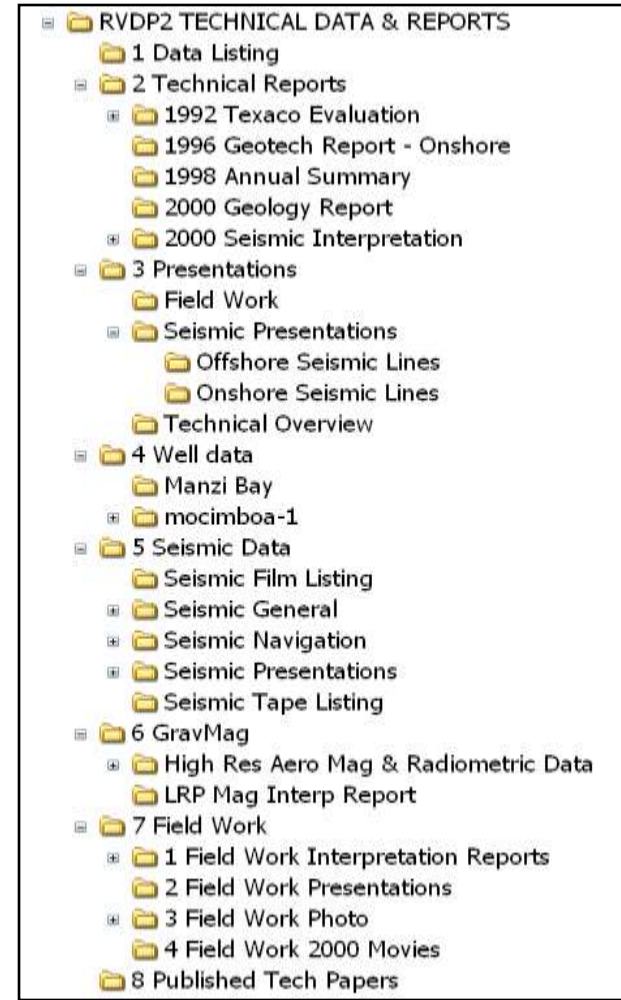 RVDP2 TECHNICAL DATA & REPORTS
1 Data Listing
2 Technical Reports
1992 Texaco Evaluation
1996 Geotech Report - Onshore
1998 Annual Summary
2000 Geology Report
2000 Seismic Interpretation
3 Presentations
Field Work
Seismic Presentations
Offshore Seismic Lines
Onshore Seismic Lines
Technical Overview
4 Well data
Manzi Bay
mocimboa-1
5 Seismic Data
Seismic Film Listing
Seismic General
Seismic Navigation
Seismic Presentations
Seismic Tape Listing
6 GravMag
High Res Aero Mag & Radiometric Data
LRP Mag Interp Report
7 Field Work
1 Field Work Interpretation Reports
2 Field Work Presentations
3 Field Work Photo
4 Field Work 2000 Movies
8 Published Tech Papers